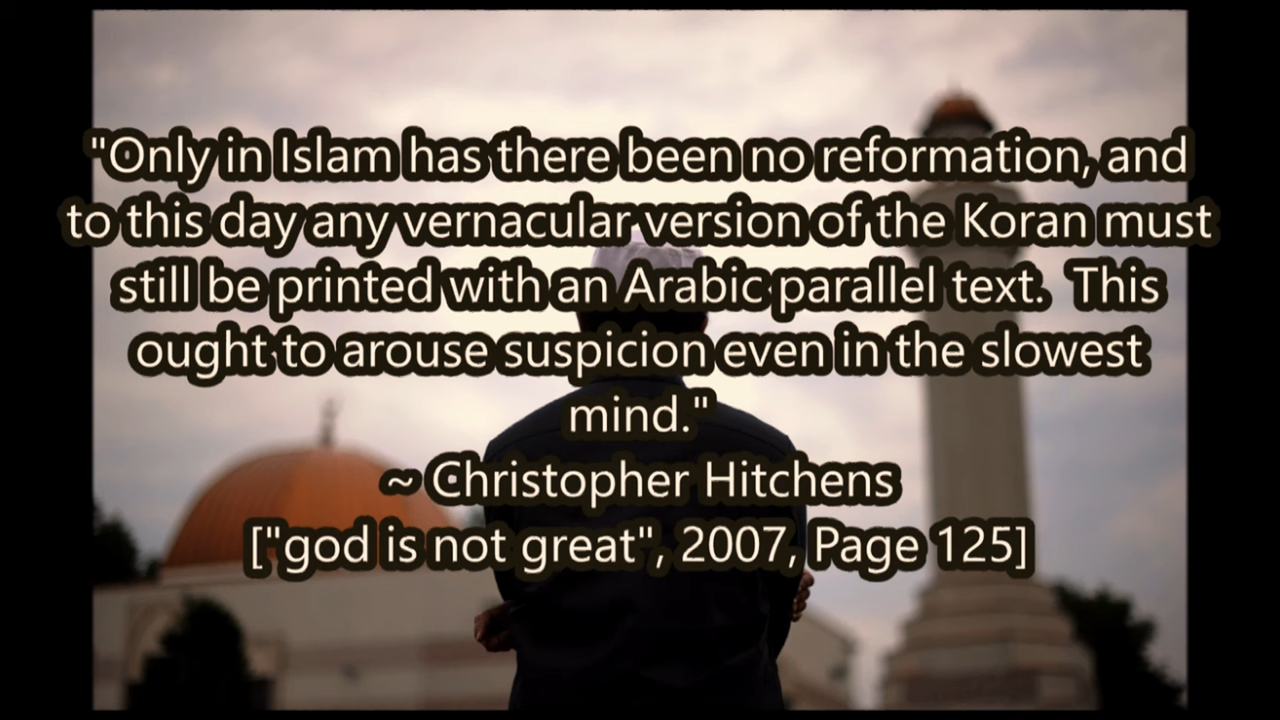 "Only in Islam has there been no reformation, and
to this day any vernacular version of the Koran must
still be printed with an Arabic parallel text.  This
ought to arouse suspicion even in the slowest
mind."
~ Christopher Hitchens
["god is not great", 2007, Page 125]